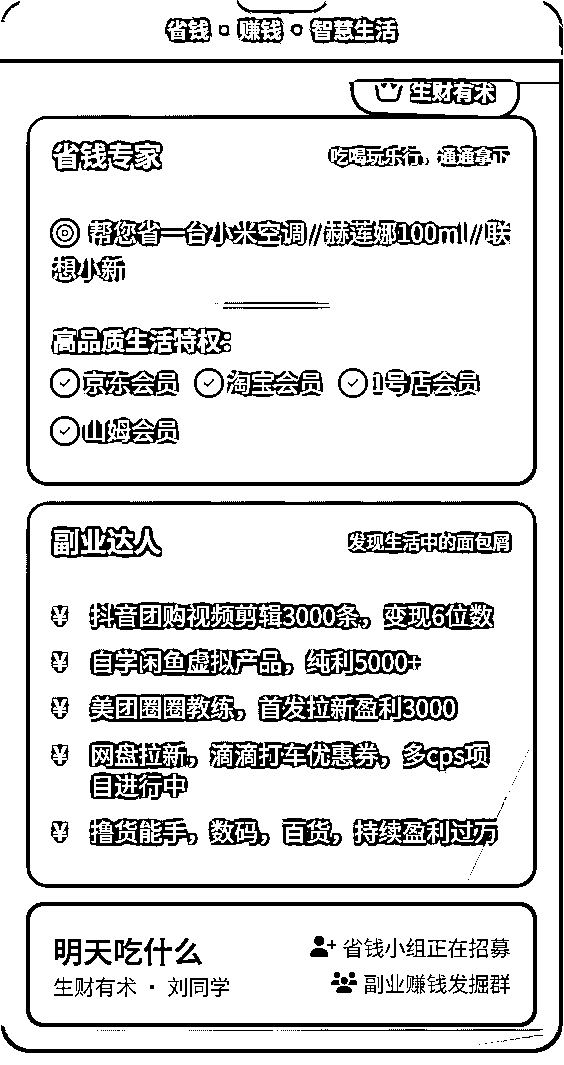 省钱 · 赚钱 · 智慧生活
生财有术
省钱专家
吃喝玩乐行，通通拿下
帮您省一台小米空调//赫莲娜100ml//联
想小新
高品质生活特权：
京东会员 淘宝会员 1号店会员
山姆会员
副业达人
发现生活中的面包屑
¥ 抖音团购视频剪辑3000条，变现6位数
¥ 自学闲鱼虚拟产品，纯利5000+
¥ 美团圈圈教练，首发拉新盈利3000
¥ 网盘拉新，滴滴打车优惠券，多cps项
目进行中
¥ 撸货能手，数码，百货，持续盈利过万
明天吃什么
省钱小组正在招募
生财有术 · 刘同学
副业赚钱发掘群